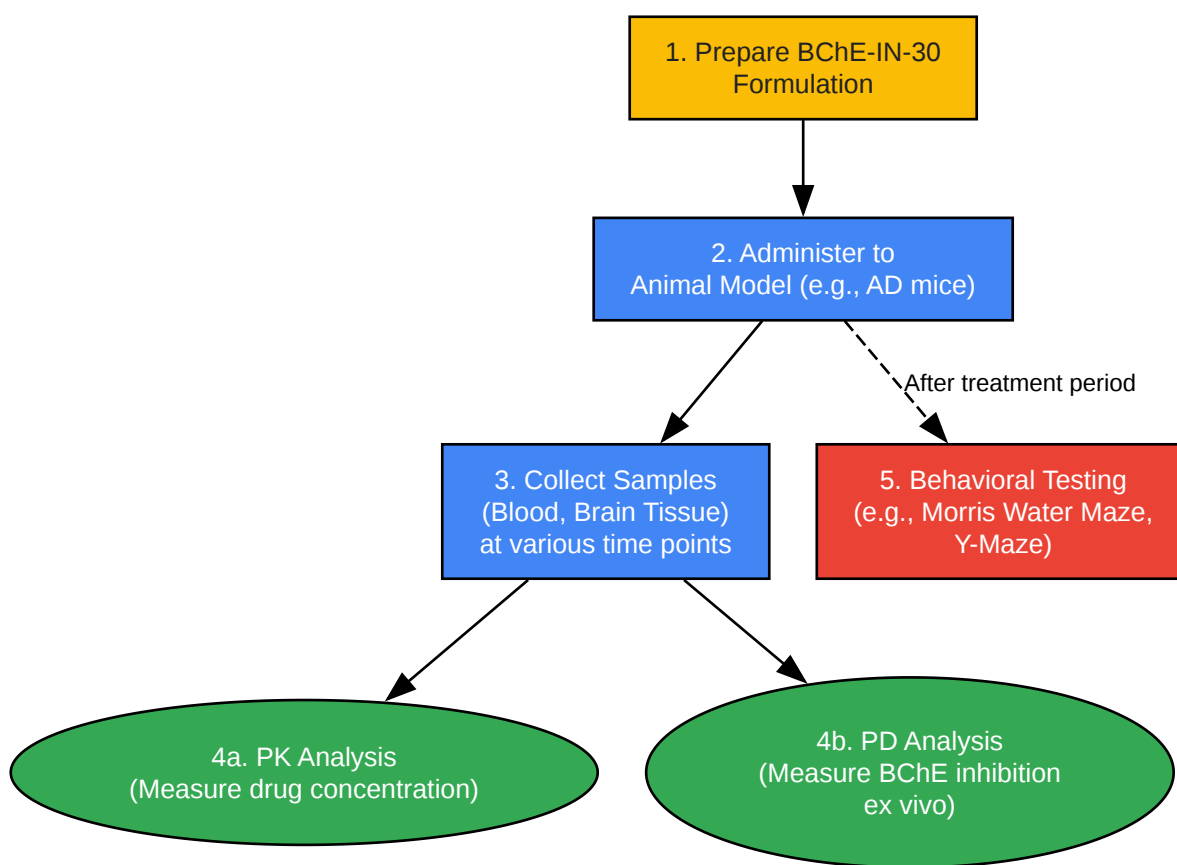 1. Prepare BChE-IN-30
Formulation
2. Administer to
Animal Model (e.g., AD mice)
After treatment period
3. Collect Samples
(Blood, Brain Tissue)
at various time points
5. Behavioral Testing
(e.g., Morris Water Maze,
Y-Maze)
4a. PK Analysis
(Measure drug concentration)
4b. PD Analysis
(Measure BChE inhibition
ex vivo)